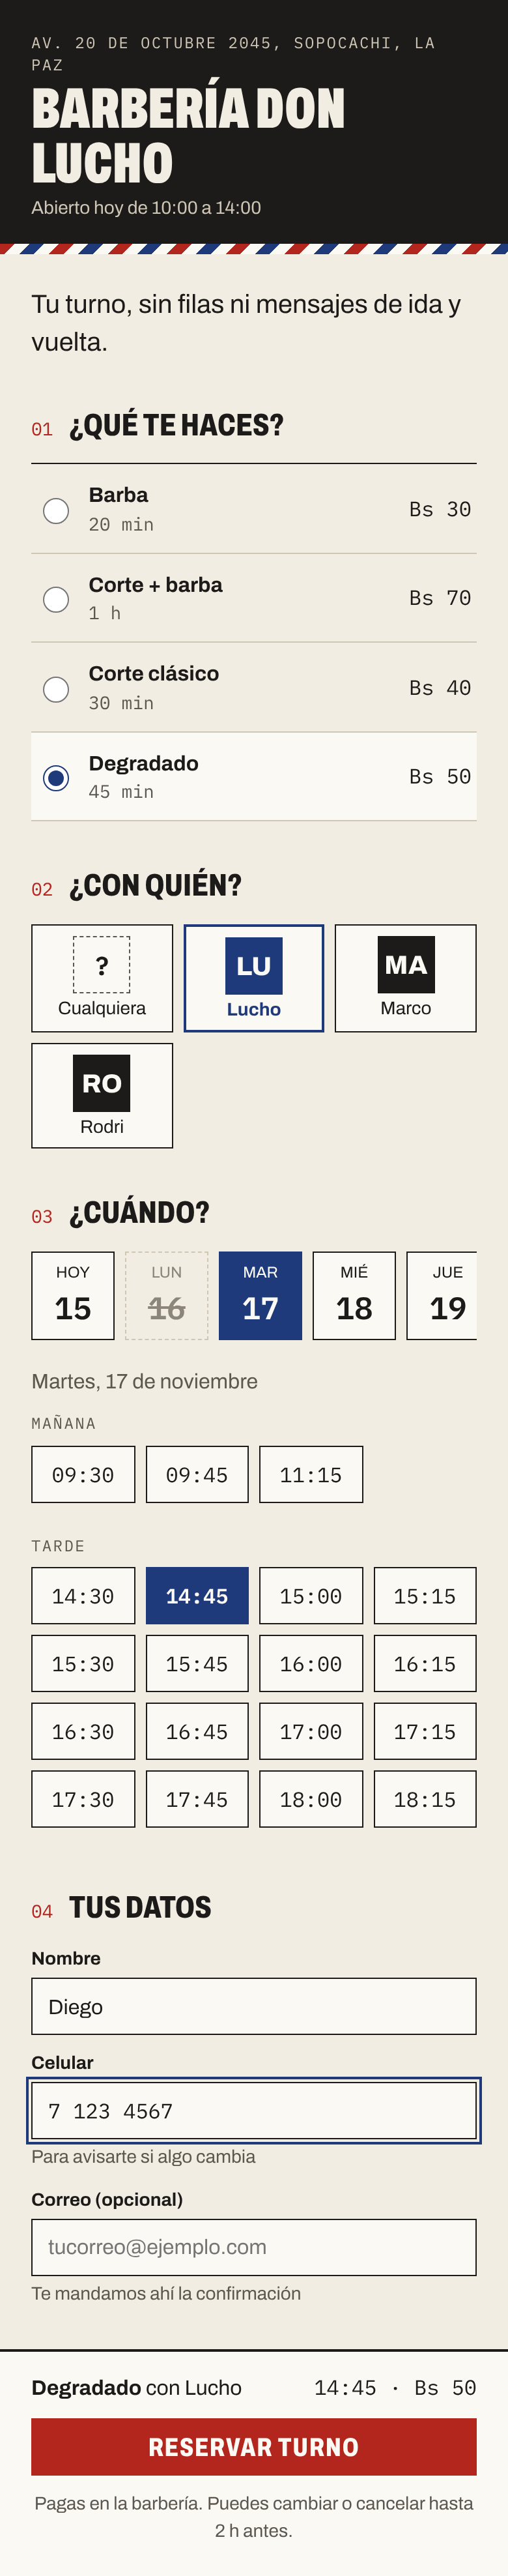 AV. 20 DE OCTUBRE 2045, SOPOCACHI, LA
PAZ
BARBERÍA DON
LUCHO
Abierto hoy de 10:00 a 14:00
Tu turno, sin filas ni mensajes de ida y
vuelta.
01 ¿QUÉ TE HACES?
Barba
20 min
Bs 30
Corte + barba
1 h
Bs 70
Corte clásico
30 min
Bs 40
Degradado
45 min
Bs 50
02 ¿CON QUIÉN?
? LU MA
Cualquiera Lucho Marco
RO
Rodri
03 ¿CUÁNDO?
HOY LUN MAR MIÉ JUE
15 16 17 18 19
Martes, 17 de noviembre
MAÑANA
09:30 09:45 11:15
TARDE
14:30 14:45 15:00 15:15
15:30 15:45 16:00 16:15
16:30 16:45 17:00 17:15
17:30 17:45 18:00 18:15
04 TUS DATOS
Nombre
Diego
Celular
7 123 4567
Para avisarte si algo cambia
Correo (opcional)
tucorreo@ejemplo.com
Te mandamos ahí la confirmación
Degradado con Lucho 14:45 · Bs 50
RESERVAR TURNO
Pagas en la barbería. Puedes cambiar o cancelar hasta
2 h antes.